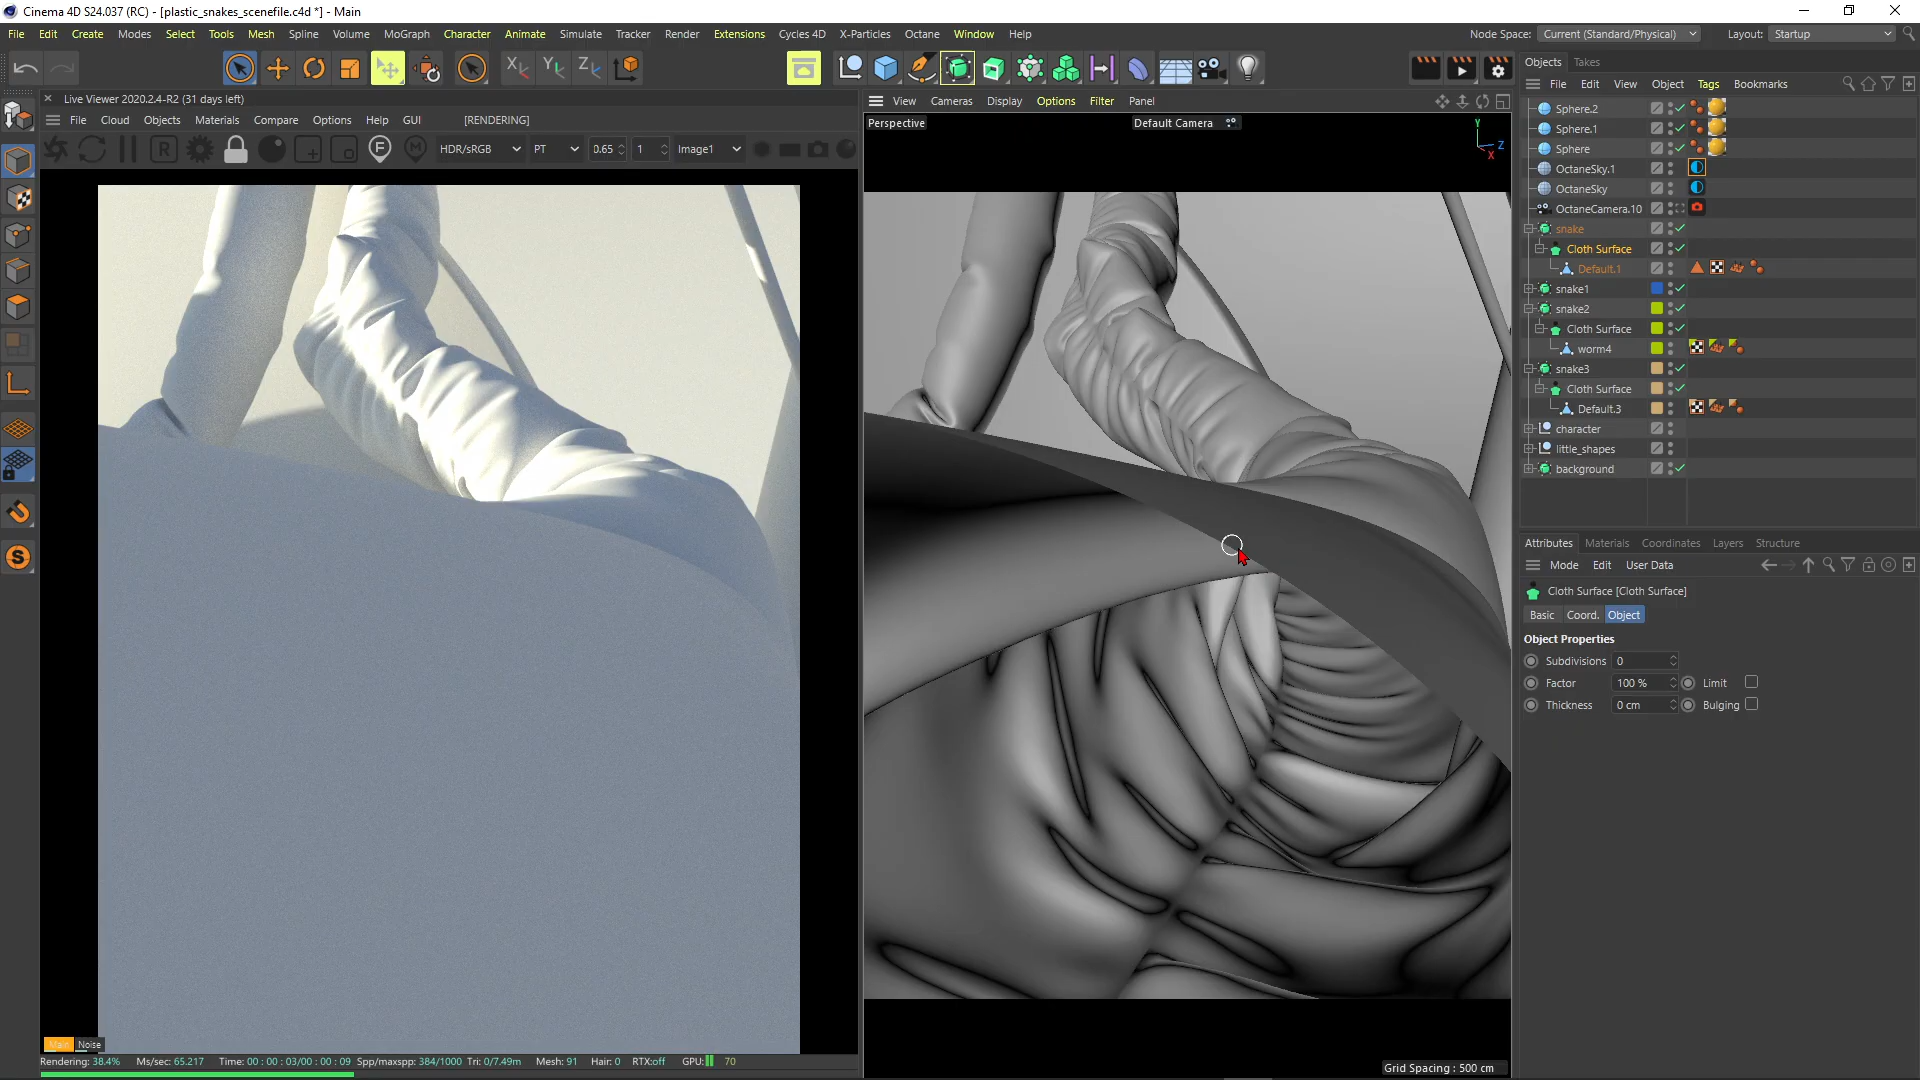 Cinema 4D S24.037 (RC) - [plastic_snakes_scenefile.c4d *] - Main
File Edit Create Modes Select Tools Mesh Spline Volume MoGraph Character Animate Simulate Tracker Render Extensions Cycles 4D X-Particles Octane Window Help
Node Space: Current (Standard/Physical) Layout: Startup
X Y Z
Live Viewer 2020.2.4-R2 (31 days left)
File Cloud Objects Materials Compare Options Help GUI [RENDERING]
R F M HDR/sRGB PT 0.65 1 Image1
View Cameras Display Options Filter Panel
Perspective
Default Camera
Y
Z
X
Grid Spacing : 500 cm
Main Noise
Rendering: 38.4% Ms/sec: 65.217 Time: 00 : 00 : 03/00 : 00 : 09 Spp/maxspp: 384/1000 Tri: 0/7.49m Mesh: 91 Hair: 0 RTX:off GPU: 70
S
Objects Takes
File Edit View Object Tags Bookmarks
Sphere.2
Sphere.1
Sphere
OctaneSky.1
OctaneSky
OctaneCamera.10
snake
Cloth Surface
Default.1
snake1
snake2
Cloth Surface
worm4
snake3
Cloth Surface
Default.3
character
little_shapes
background
Attributes Materials Coordinates Layers Structure
Mode Edit User Data
Cloth Surface [Cloth Surface]
Basic Coord. Object
Object Properties
Subdivisions 0
Factor 100 % Limit
Thickness 0 cm Bulging